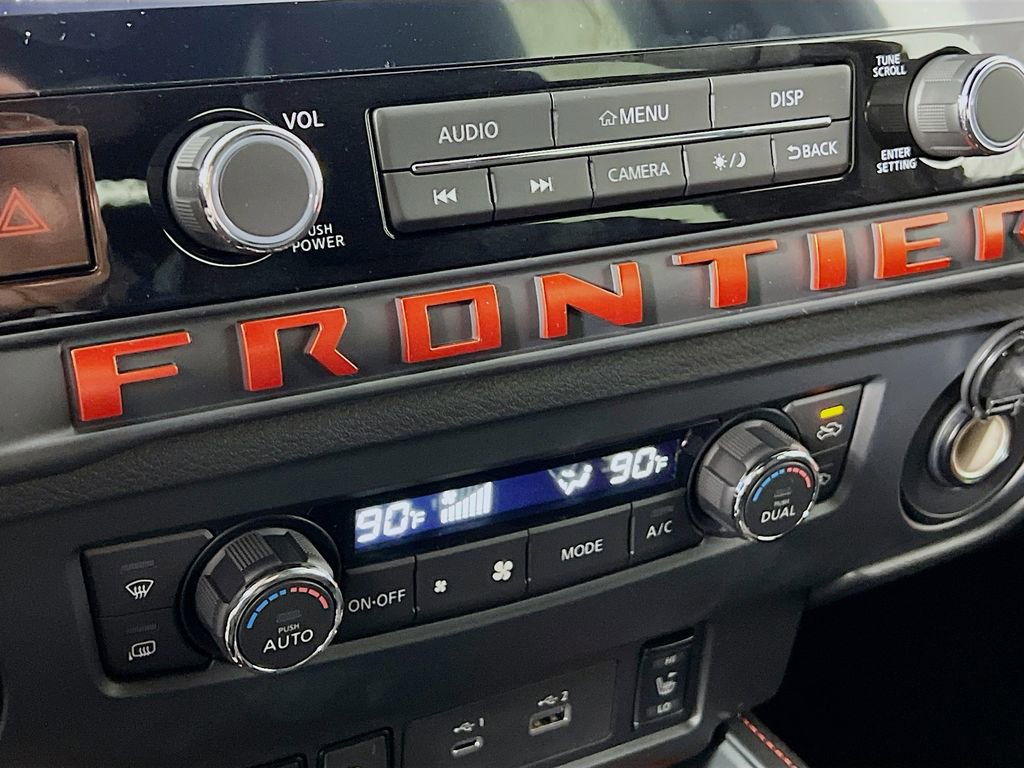 VOL
PUSH
POWER
AUDIO
MENU
DISP
CAMERA
BACK
TUNE
SCROLL
ENTER
SETTING
FRONTIER
90°F
90°F
PUSH
AUTO
ON·OFF
MODE
A/C
PUSH
DUAL
1
2
HI
LO